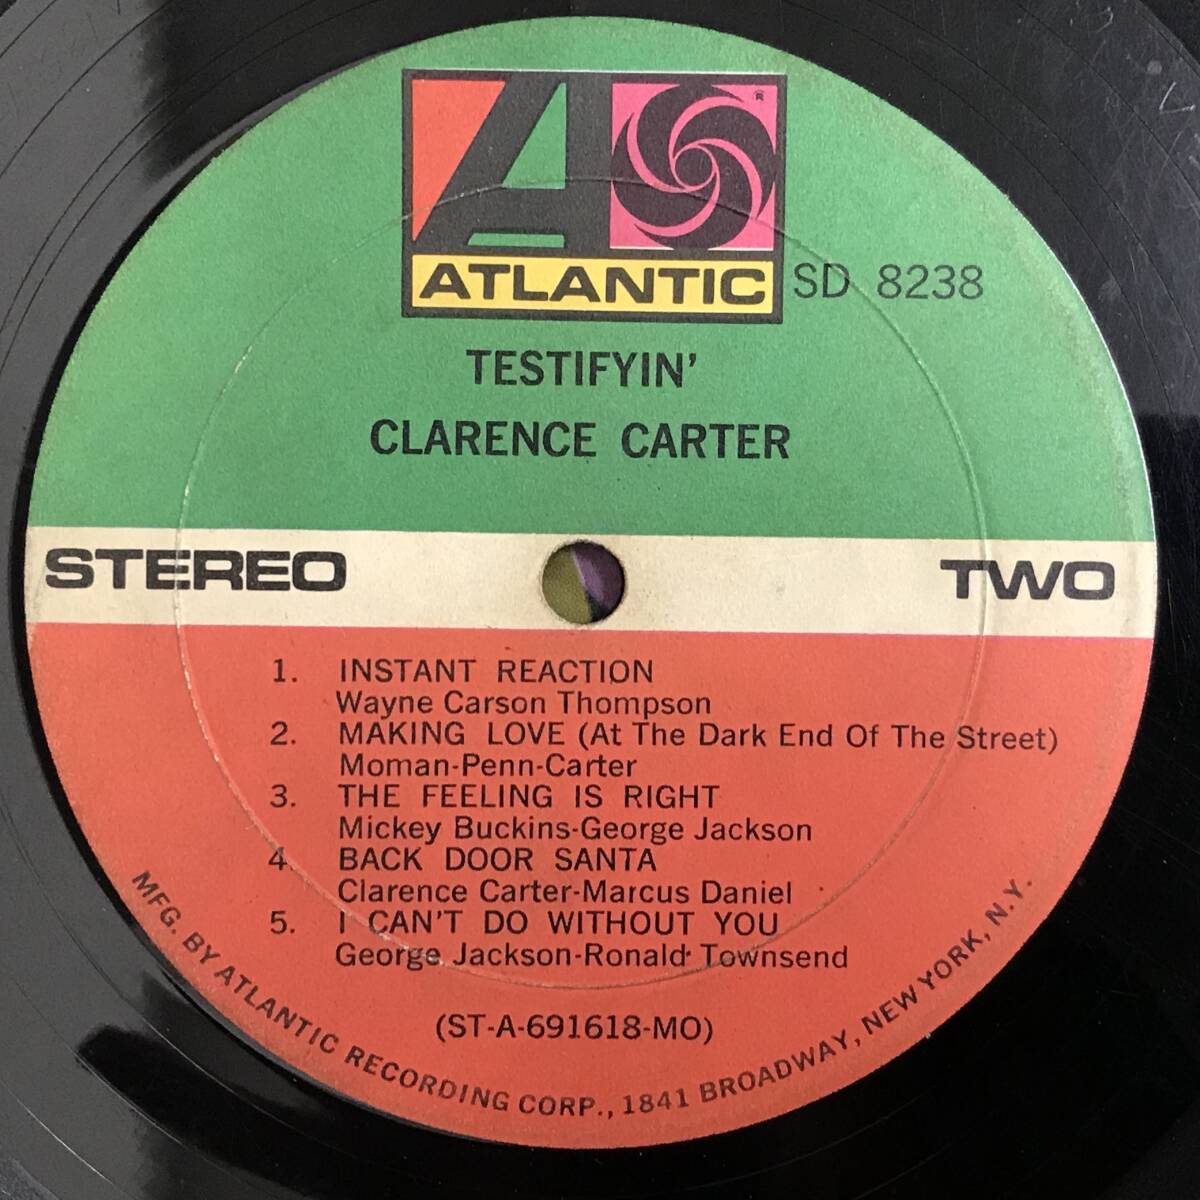 ATLANTIC
®
SD 8238
TESTIFYIN'
CLARENCE CARTER
STEREO
TWO
1. INSTANT REACTION
Wayne Carson Thompson
2. MAKING LOVE (At The Dark End Of The Street)
Moman-Penn-Carter
3. THE FEELING IS RIGHT
Mickey Buckins-George Jackson
4. BACK DOOR SANTA
Clarence Carter-Marcus Daniel
5. I CAN'T DO WITHOUT YOU
George Jackson-Ronald Townsend
(ST-A-691618-MO)
MFG. BY ATLANTIC RECORDING CORP., 1841 BROADWAY, NEW YORK, N.Y.